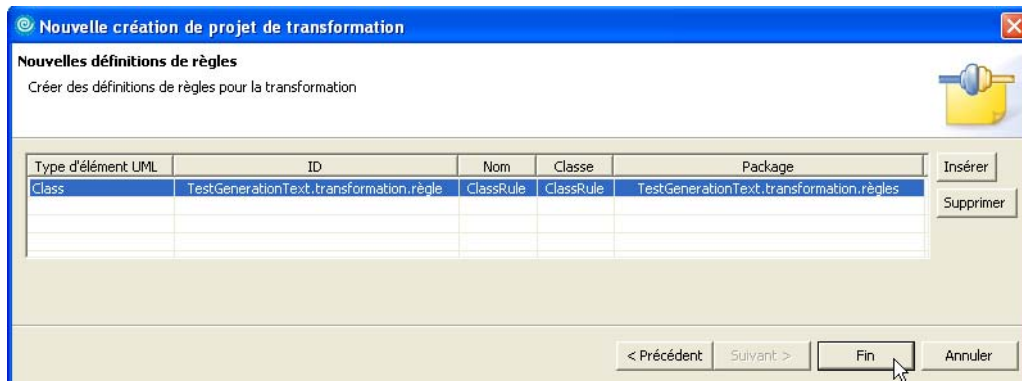 Nouvelle création de projet de transformation
Nouvelles définitions de règles
Créer des définitions de règles pour la transformation
Type d'élément UML ID Nom Classe Package Insérer
Class TestGenerationText.transformation.règle ClassRule ClassRule TestGenerationText.transformation.règles
Supprimer
< Précédent Suivant > Fin Annuler